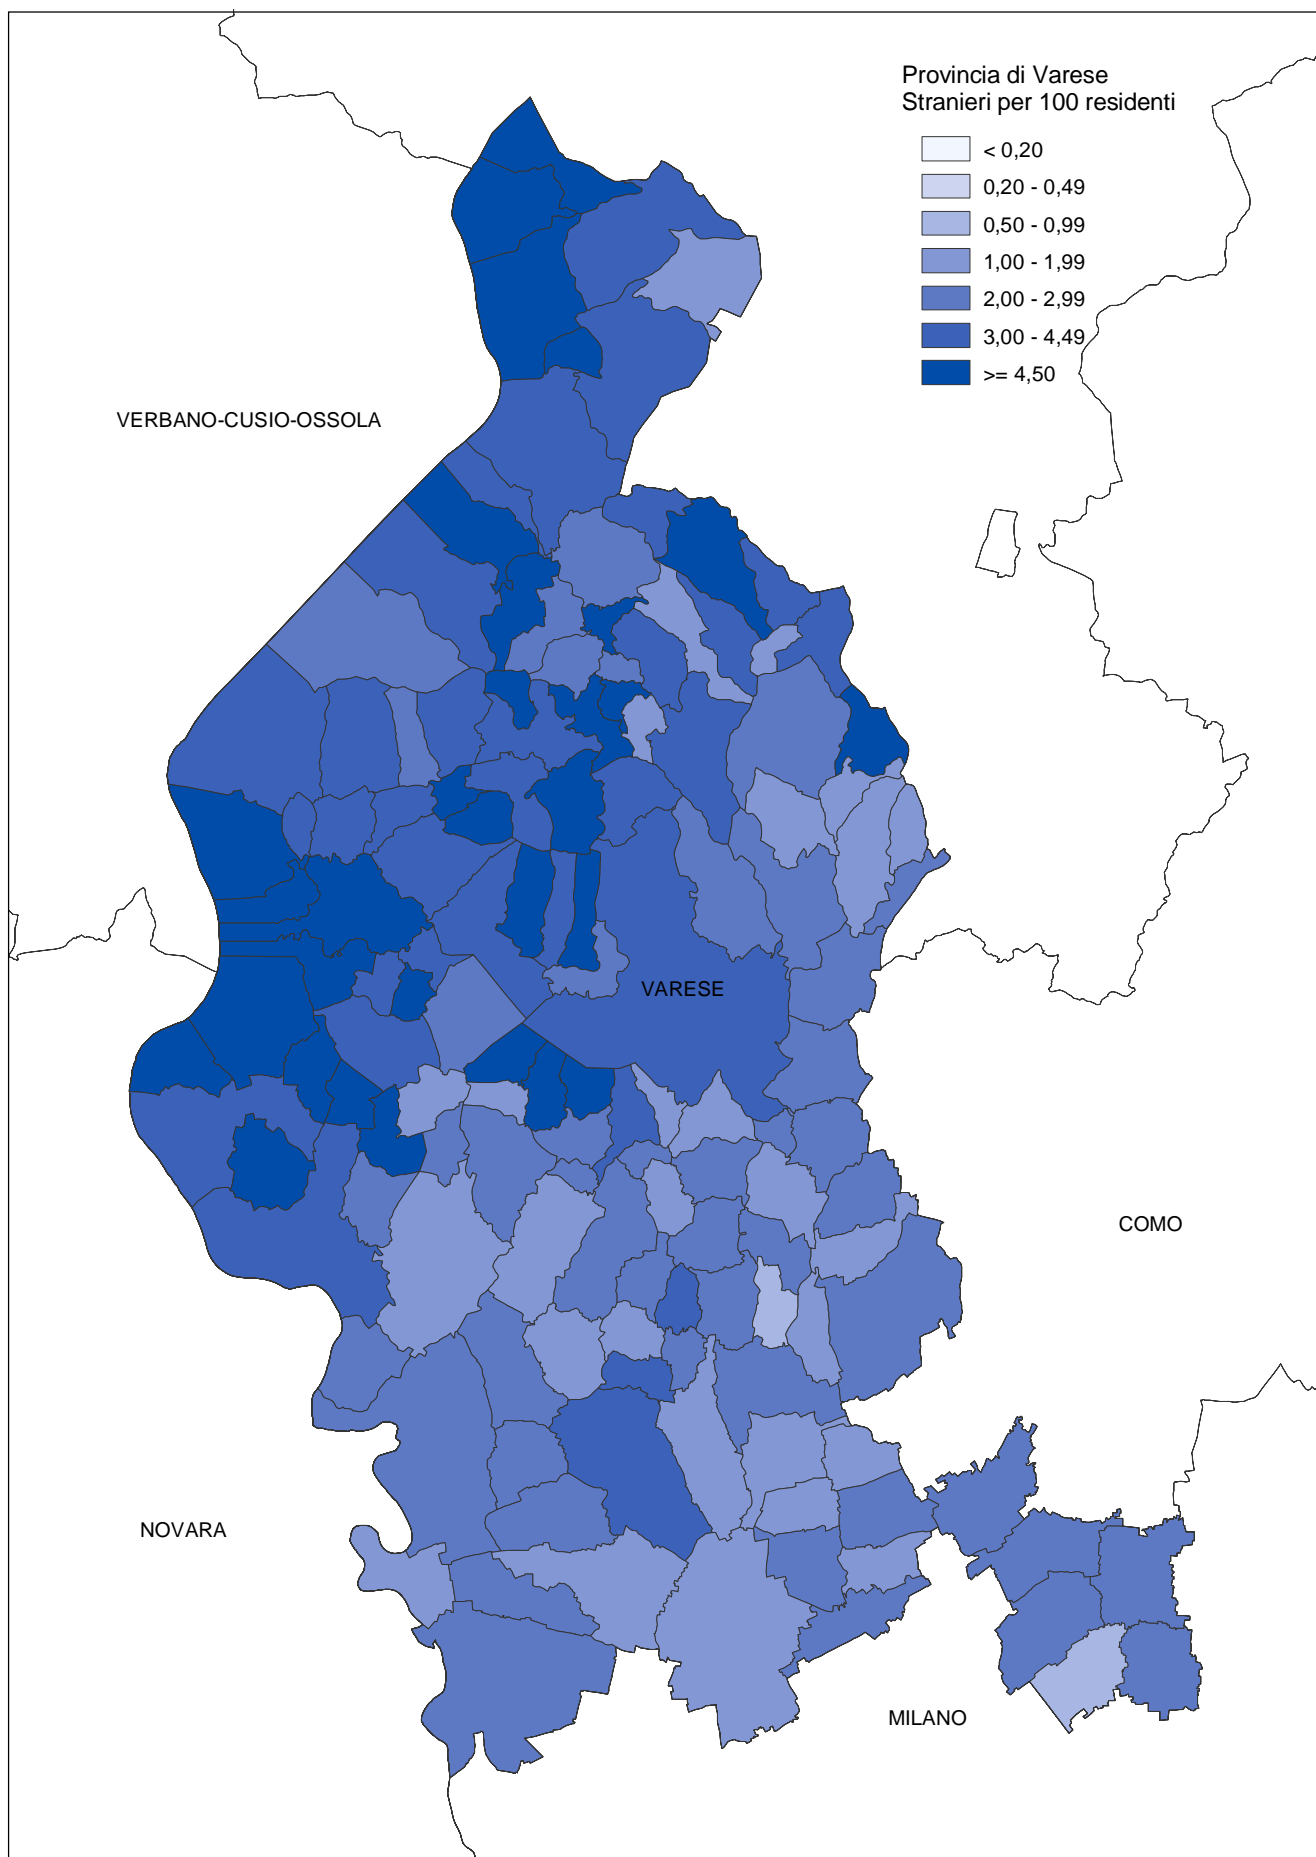 Provincia di Varese
Stranieri per 100 residenti
< 0,20
0,20 - 0,49
0,50 - 0,99
1,00 - 1,99
2,00 - 2,99
3,00 - 4,49
>= 4,50
VERBANO-CUSIO-OSSOLA
VARESE
COMO
NOVARA
MILANO